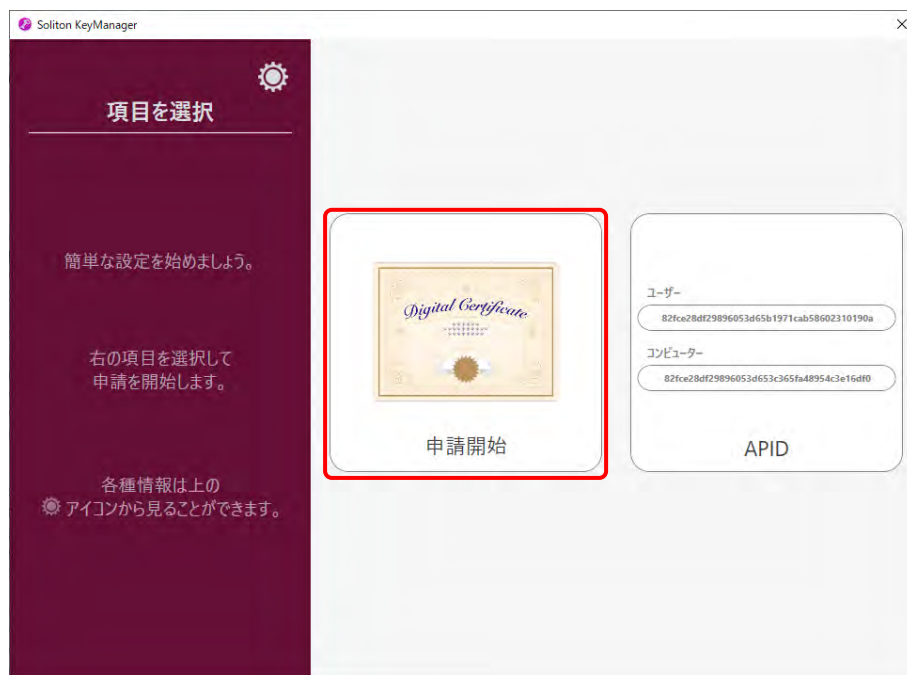 Soliton KeyManager
項目を選択
簡単な設定を始めましょう。
右の項目を選択して
申請を開始します。
各種情報は上の
アイコンから見ることができます。
Digital Certificate
申請開始
ユーザー
82fce28df29896053d65b1971cab58602310190a
コンピューター
82fce28df29896053d653c365fa48954c3e16df0
APID